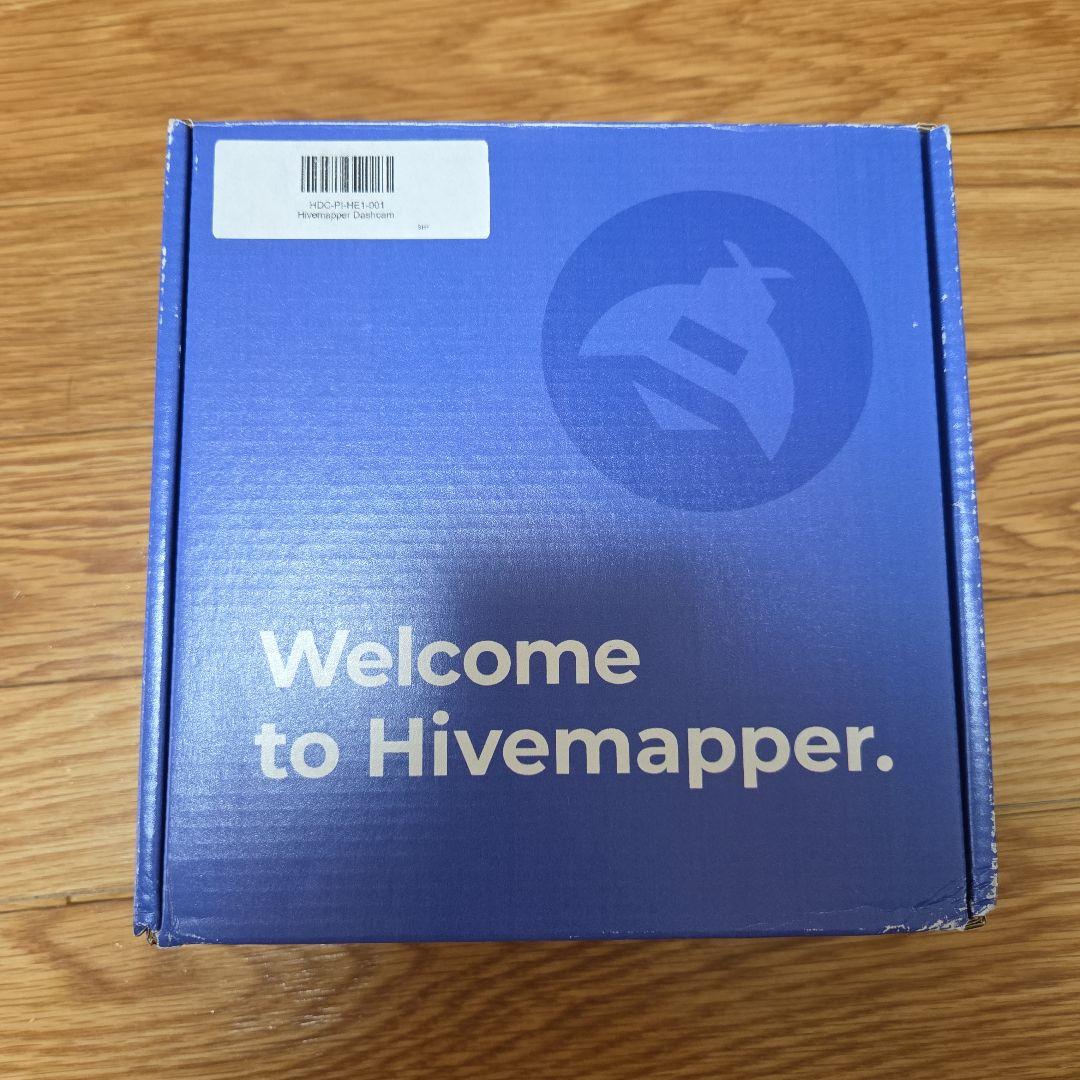 HDC-PI-HE1-001
Hivemapper Dashcam
Welcome
to Hivemapper.